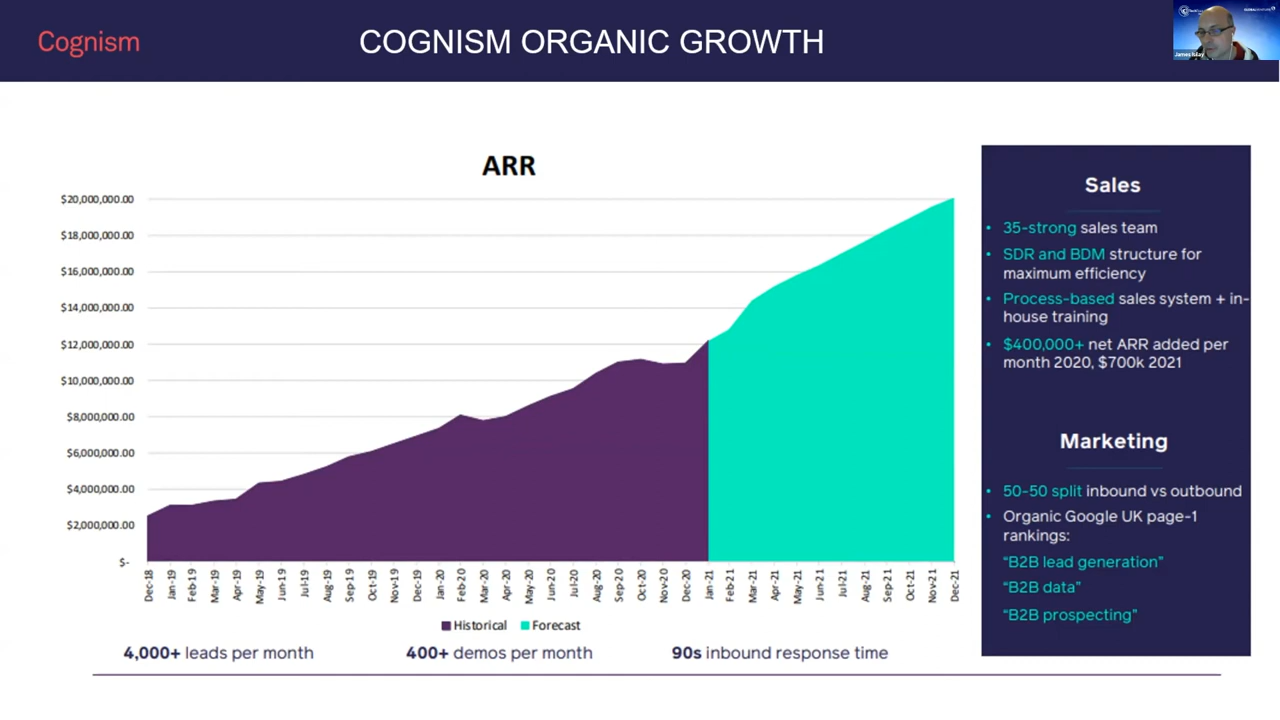 Cognism
COGNISM ORGANIC GROWTH
James Isilay
ARR
$20,000,000.00
$18,000,000.00
$16,000,000.00
$14,000,000.00
$12,000,000.00
$10,000,000.00
$8,000,000.00
$6,000,000.00
$4,000,000.00
$2,000,000.00
$-
Dec-18 Jan-19 Feb-19 Mar-19 Apr-19 May-19 Jun-19 Jul-19 Aug-19 Sep-19 Oct-19 Nov-19 Dec-19 Jan-20 Feb-20 Mar-20 Apr-20 May-20 Jun-20 Jul-20 Aug-20 Sep-20 Oct-20 Nov-20 Dec-20 Jan-21 Feb-21 Mar-21 Apr-21 May-21 Jun-21 Jul-21 Aug-21 Sep-21 Oct-21 Nov-21 Dec-21
Historical Forecast
4,000+ leads per month
400+ demos per month
90s inbound response time
Sales
• 35-strong sales team
• SDR and BDM structure for
maximum efficiency
• Process-based sales system + in-
house training
• $400,000+ net ARR added per
month 2020, $700k 2021
Marketing
• 50-50 split inbound vs outbound
• Organic Google UK page-1
rankings:
“B2B lead generation”
“B2B data”
“B2B prospecting”